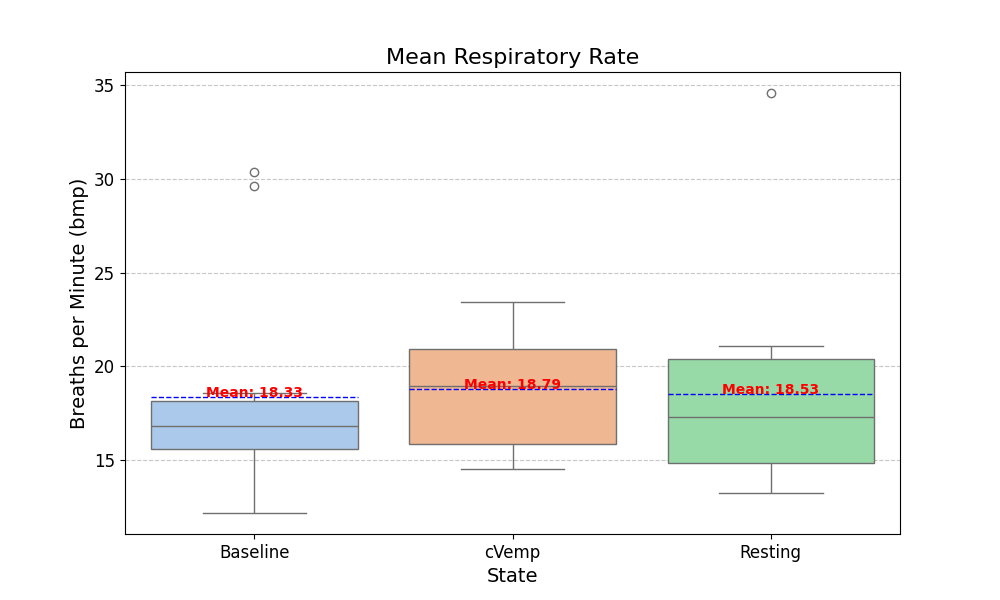 Mean Respiratory Rate
Breaths per Minute (bmp)
35
30
25
20
15
Mean: 18.33
Mean: 18.79
Mean: 18.53
Baseline
cVemp
Resting
State